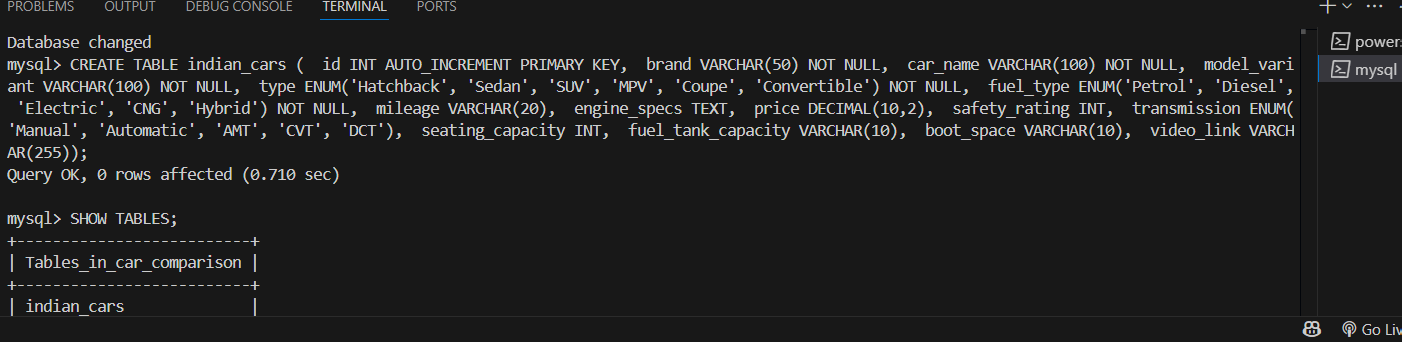 PROBLEMS OUTPUT DEBUG CONSOLE TERMINAL PORTS
Database changed
mysql> CREATE TABLE indian_cars (  id INT AUTO_INCREMENT PRIMARY KEY,  brand VARCHAR(50) NOT NULL,  car_name VARCHAR(100) NOT NULL,  model_vari
ant VARCHAR(100) NOT NULL,  type ENUM('Hatchback', 'Sedan', 'SUV', 'MPV', 'Coupe', 'Convertible') NOT NULL,  fuel_type ENUM('Petrol', 'Diesel',
 'Electric', 'CNG', 'Hybrid') NOT NULL,  mileage VARCHAR(20),  engine_specs TEXT,  price DECIMAL(10,2),  safety_rating INT,  transmission ENUM(
'Manual', 'Automatic', 'AMT', 'CVT', 'DCT'),  seating_capacity INT,  fuel_tank_capacity VARCHAR(10),  boot_space VARCHAR(10),  video_link VARCH
AR(255));
Query OK, 0 rows affected (0.710 sec)
mysql> SHOW TABLES;
+--------------------------+
| Tables_in_car_comparison |
+--------------------------+
| indian_cars              |
powers
mysql
Go Liv